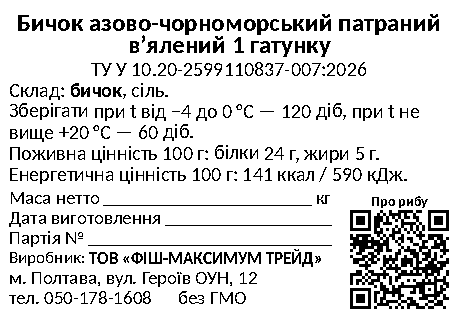 Бичок азово-чорноморський патраний
в’ялений 1 гатунку
ТУ У 10.20-2599110837-007:2026
Склад: бичок, сіль.
Зберігати при t від −4 до 0 °С — 120 діб, при t не
вище +20 °С — 60 діб.
Поживна цінність 100 г: білки 24 г, жири 5 г.
Енергетична цінність 100 г: 141 ккал / 590 кДж.
Маса нетто ________________________ кг
Дата виготовлення ___________________
Партія № ___________________________
Про рибу
Виробник: ТОВ «ФІШ-МАКСИМУМ ТРЕЙД»
м. Полтава, вул. Героїв ОУН, 12
тел. 050-178-1608 без ГМО